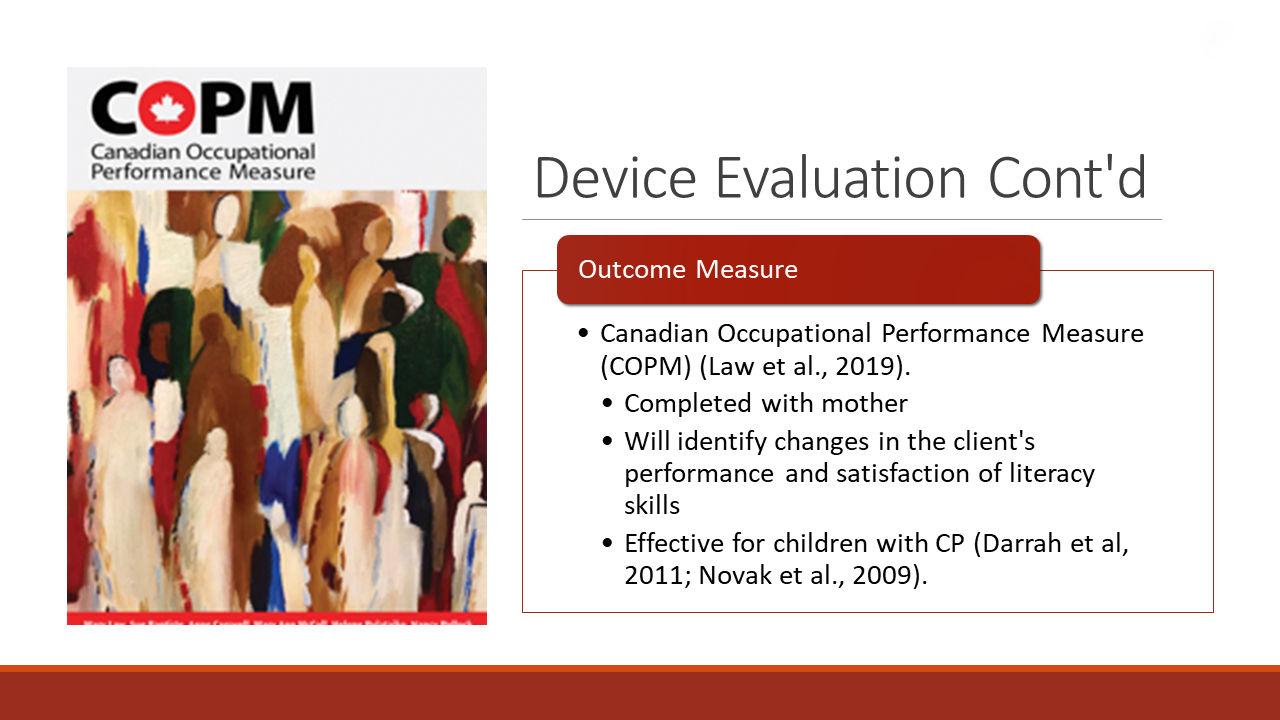 COPM
Canadian Occupational
Performance Measure
Device Evaluation Cont'd
Outcome Measure
• Canadian Occupational Performance Measure
(COPM) (Law et al., 2019).
• Completed with mother
• Will identify changes in the client's
performance and satisfaction of literacy
skills
• Effective for children with CP (Darrah et al,
2011; Novak et al., 2009).